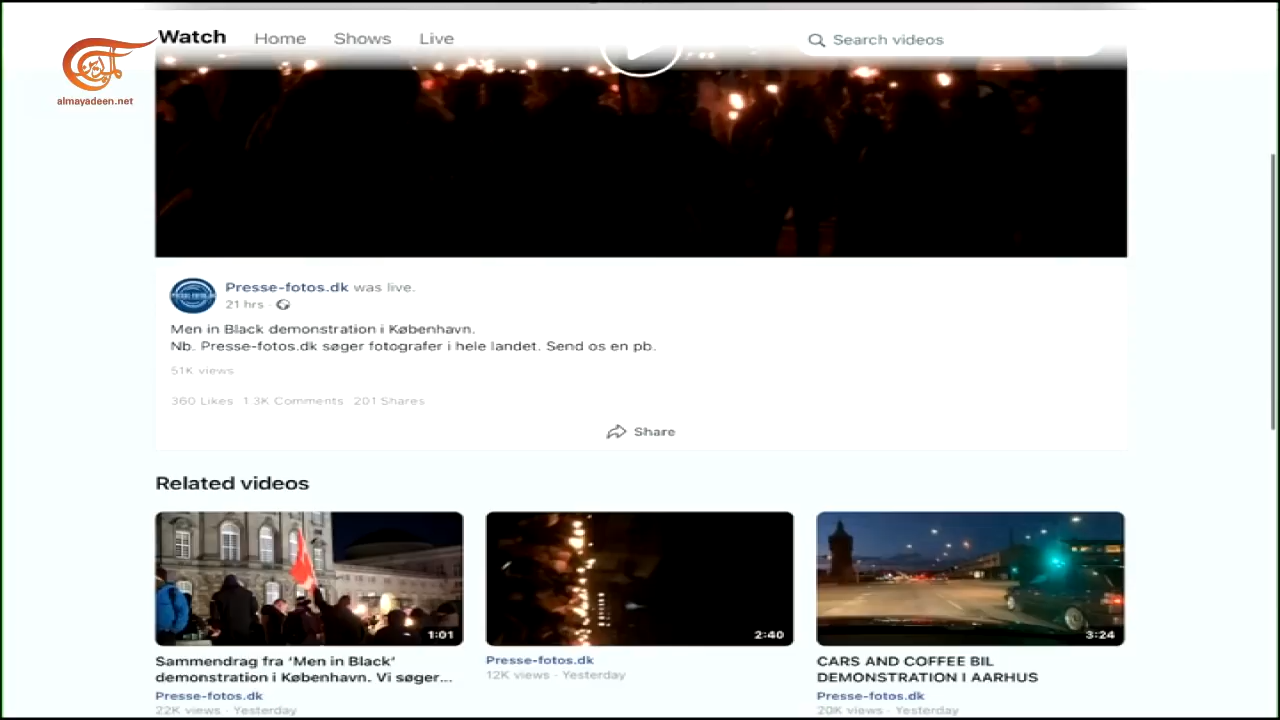 Watch
Home
Shows
Live
Search videos
almayadeen.net
Presse-fotos.dk was live.
21 hrs ·
Men in Black demonstration i København.
Nb. Presse-fotos.dk søger fotografer i hele landet. Send os en pb.
51K views
360 Likes 1.3K Comments 201 Shares
Share
Related videos
1:01
2:40
3:24
Sammendrag fra ‘Men in Black’
demonstration i København. Vi søger...
Presse-fotos.dk
22K views · Yesterday
Presse-fotos.dk
12K views · Yesterday
CARS AND COFFEE BIL
DEMONSTRATION I AARHUS
Presse-fotos.dk
20K views · Yesterday